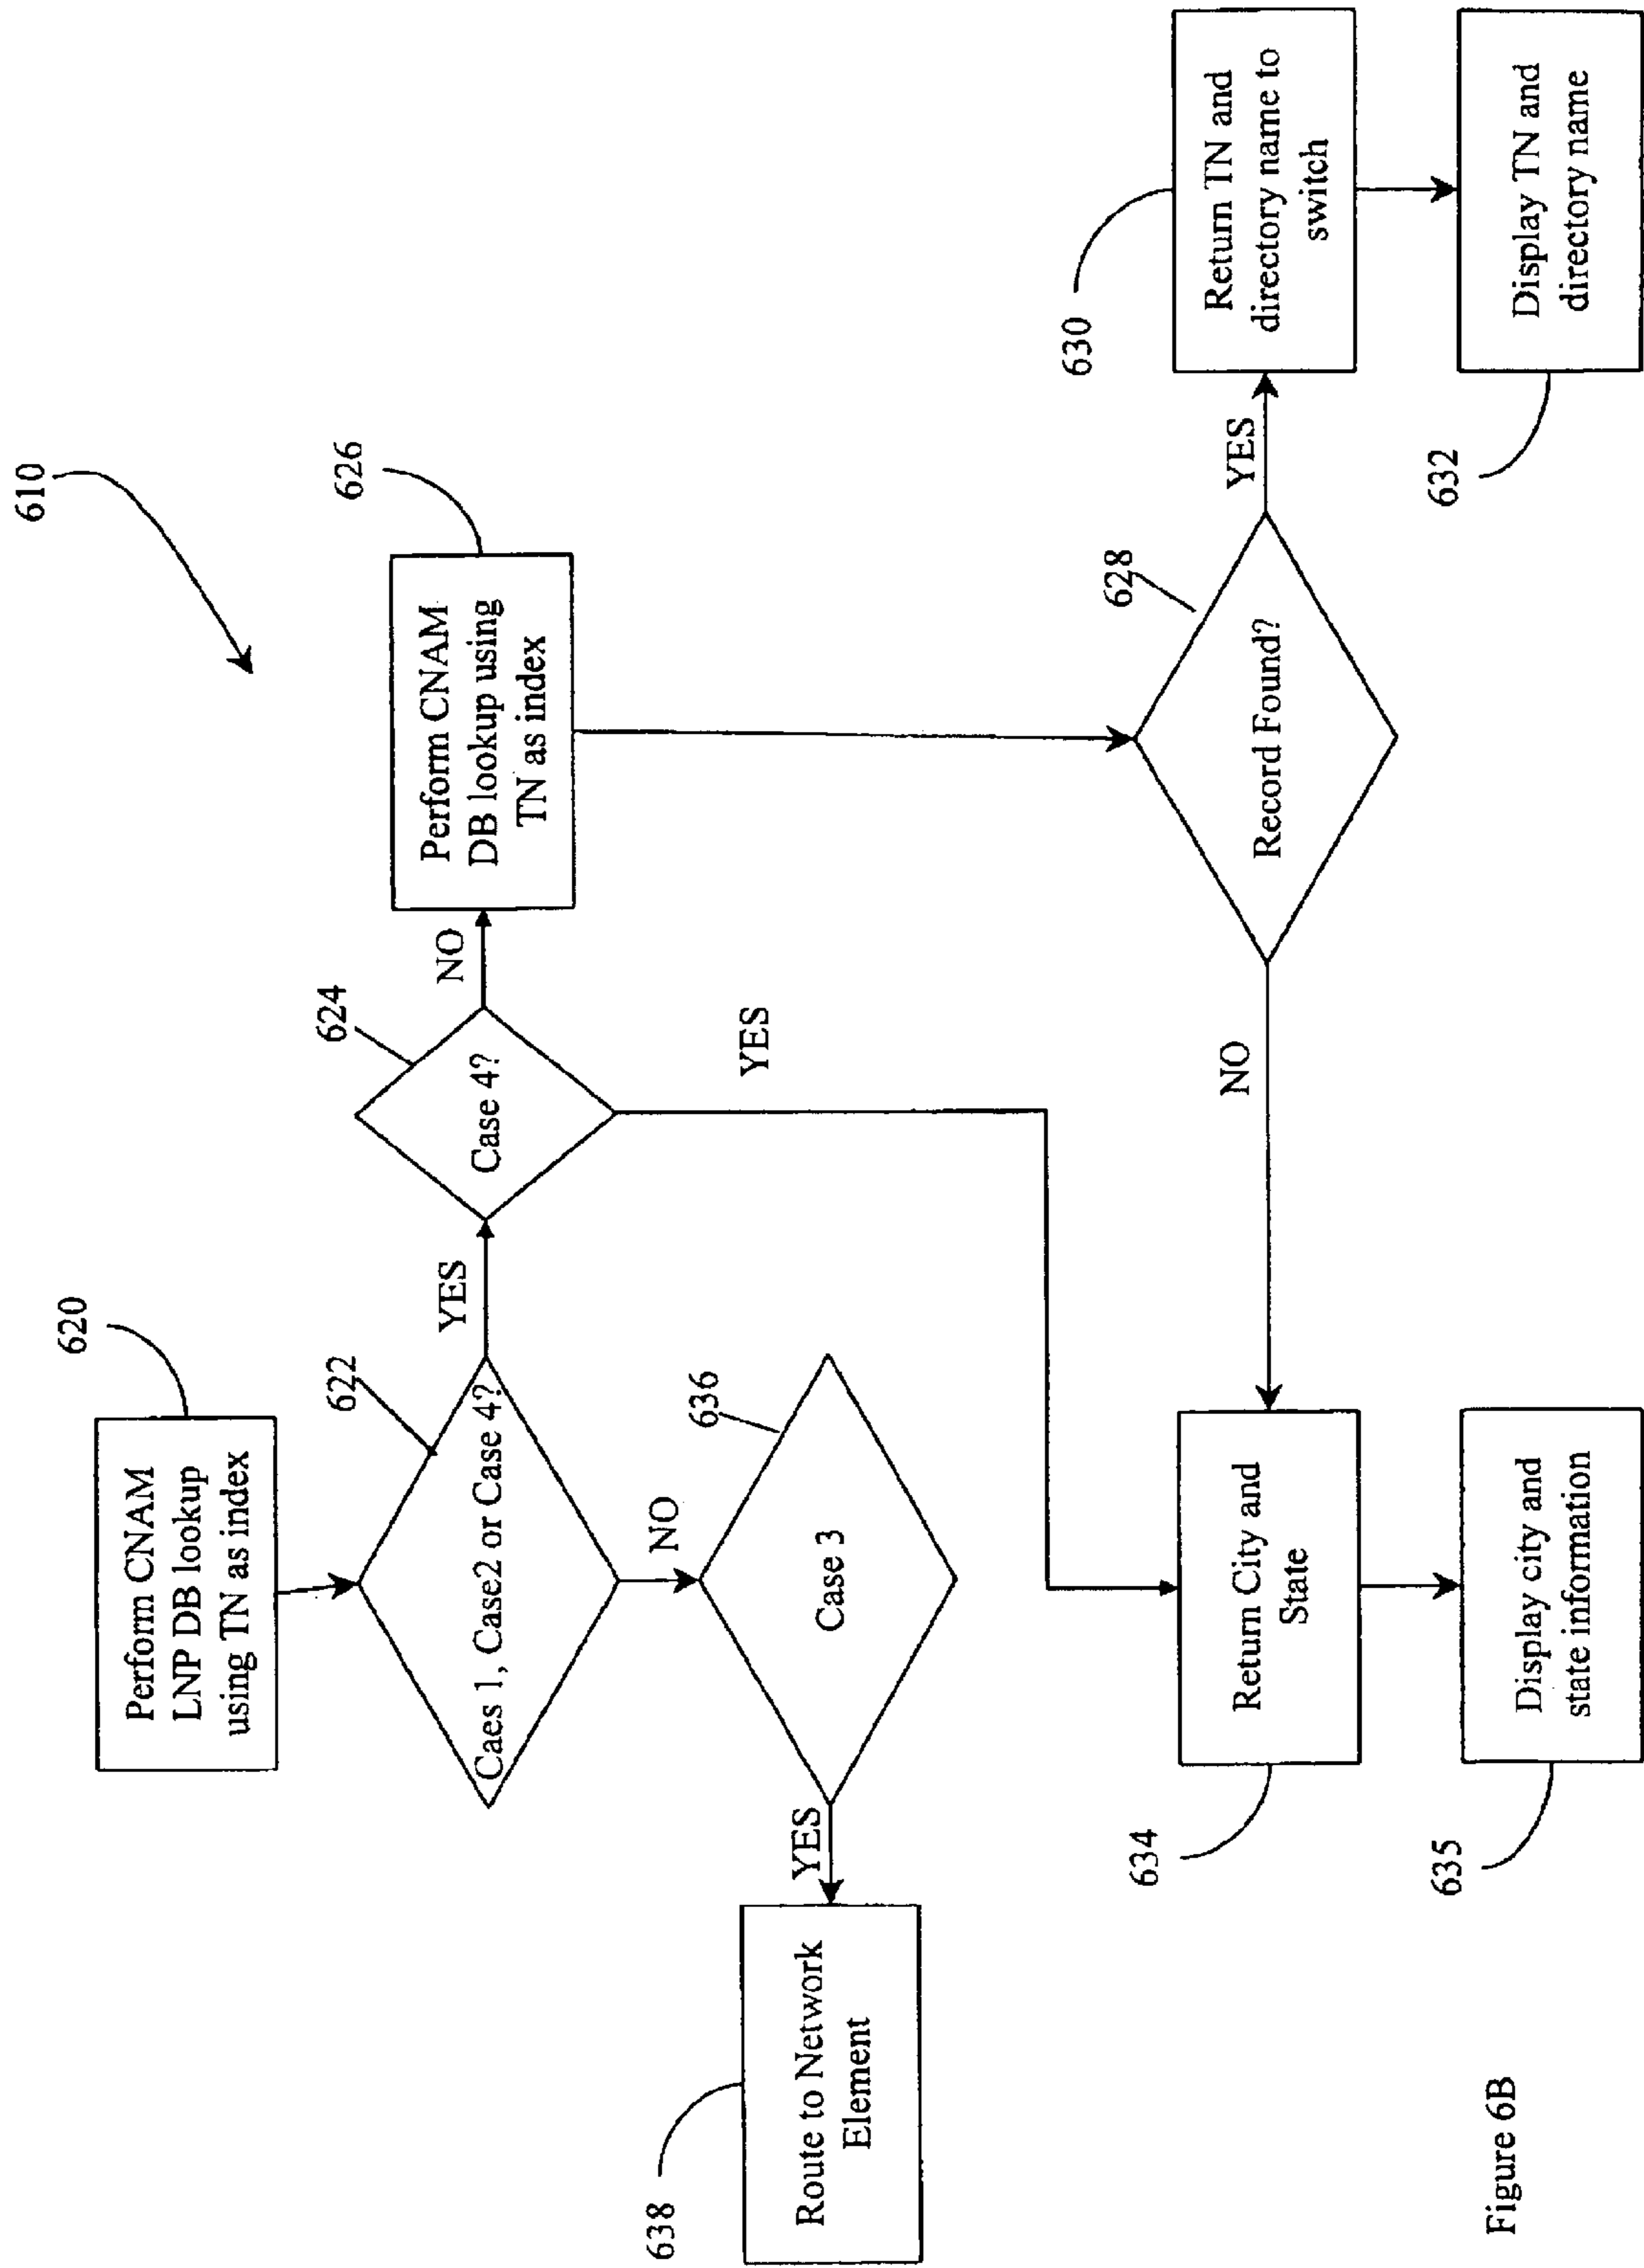 610
620
Perform CNAM
LNP DB lookup
using TN as index
622
Caes 1, Case2 or Case 4?
YES
624
Case 4?
NO
626
Perform CNAM
DB lookup using
TN as index
NO
636
Case 3
YES
638
Route to Network
Element
YES
628
Record Found?
YES
630
Return TN and
directory name to
switch
632
Display TN and
directory name
NO
634
Return City and
State
635
Display city and
state information
Figure 6B